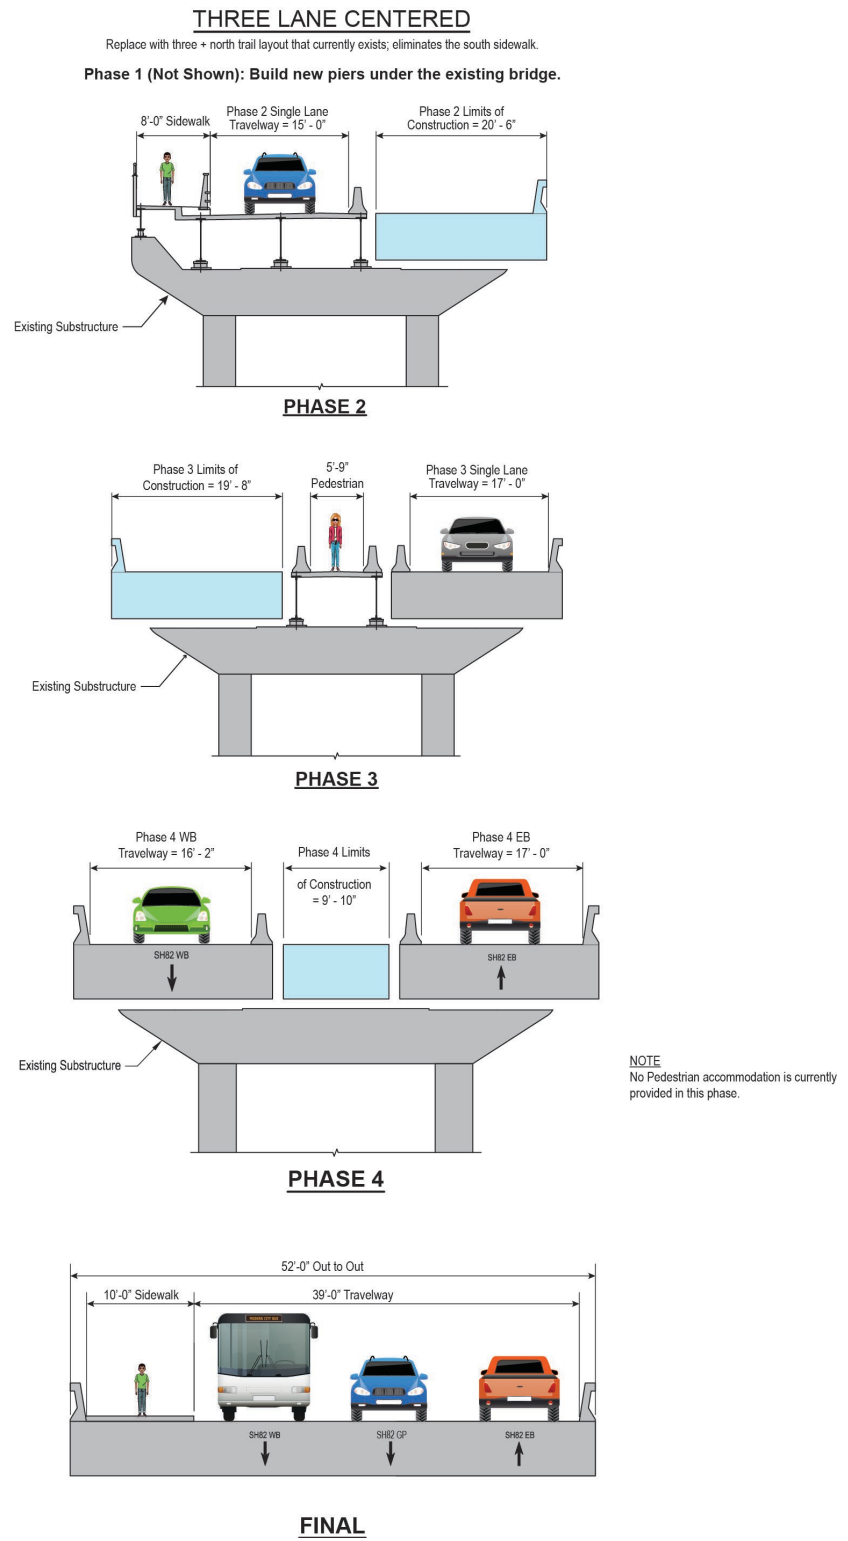 THREE LANE CENTERED
Replace with three + north trail layout that currently exists; eliminates the south sidewalk.
Phase 1 (Not Shown): Build new piers under the existing bridge.
8'-0" Sidewalk
Phase 2 Single Lane
Travelway = 15' - 0"
Phase 2 Limits of
Construction = 20' - 6"
Existing Substructure
PHASE 2
Phase 3 Limits of
Construction = 19' - 8"
5'-9"
Pedestrian
Phase 3 Single Lane
Travelway = 17' - 0"
Existing Substructure
PHASE 3
Phase 4 WB
Travelway = 16' - 2"
Phase 4 Limits
of Construction
= 9' - 10"
Phase 4 EB
Travelway = 17' - 0"
SH82 WB
SH82 EB
Existing Substructure
NOTE
No Pedestrian accommodation is currently
provided in this phase.
PHASE 4
52'-0" Out to Out
10'-0" Sidewalk
39'-0" Travelway
SH82 WB
SH82 GP
SH82 EB
FINAL